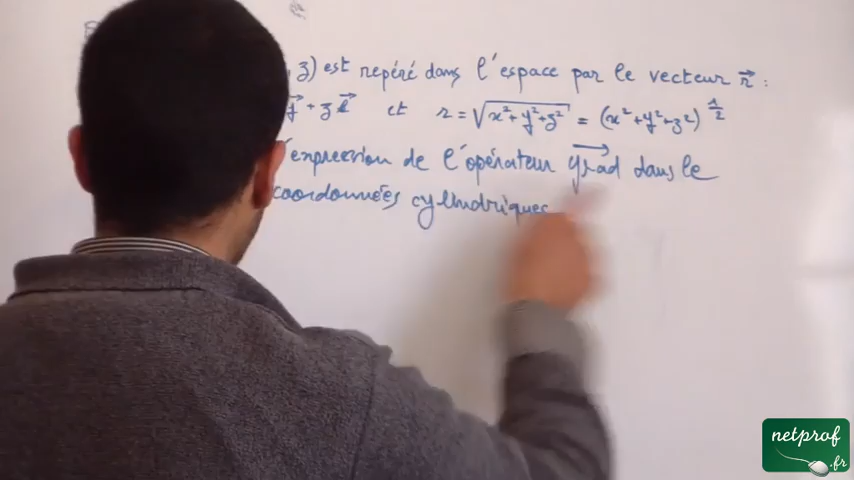 , z) est repéré dans l'espace par le vecteur r⃗ :
y⃗ + z k⃗ et r = √(x² + y² + z²) = (x² + y² + z²)^(1/2)
l'expression de l'opérateur grad⃗ dans le
coordonnées cylindriques
netprof
.fr